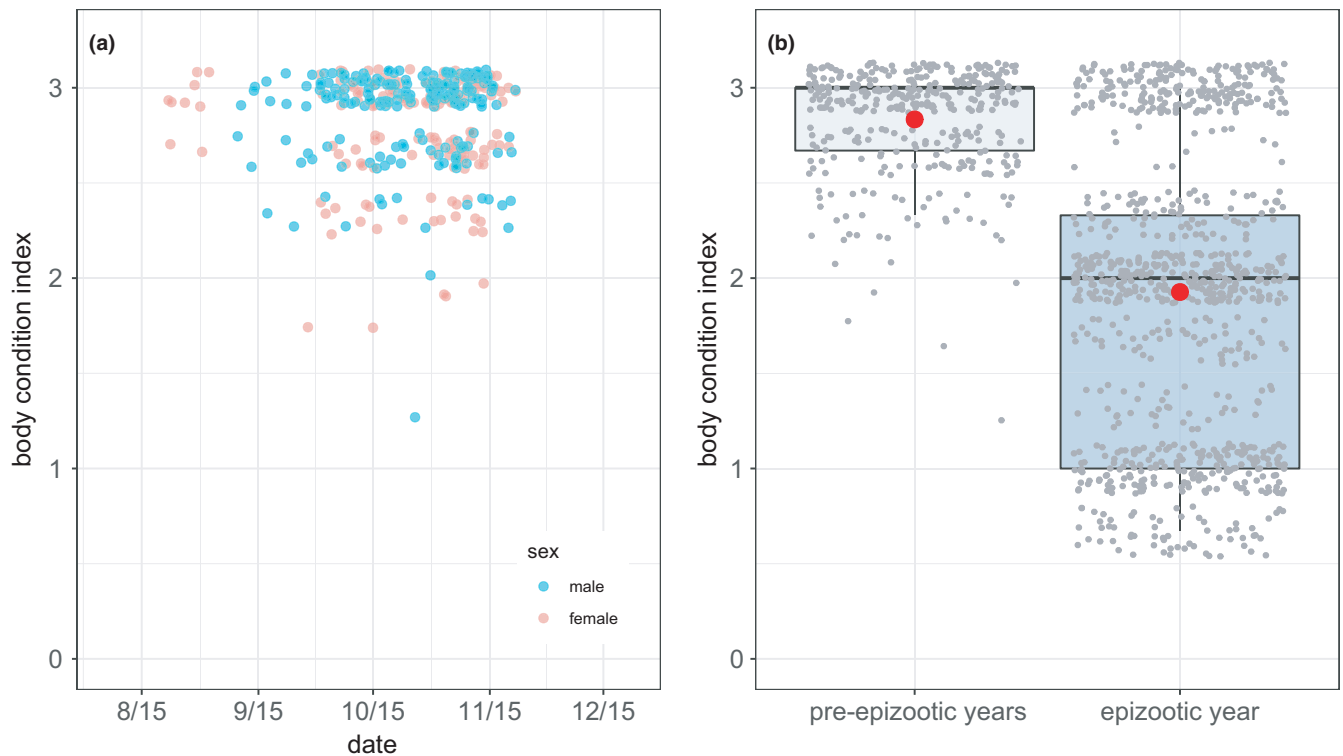 (a)
body condition index
3
2
1
0
sex
male
female
8/15 9/15 10/15 11/15 12/15
date
(b)
body condition index
3
2
1
0
pre-epizootic years epizootic year